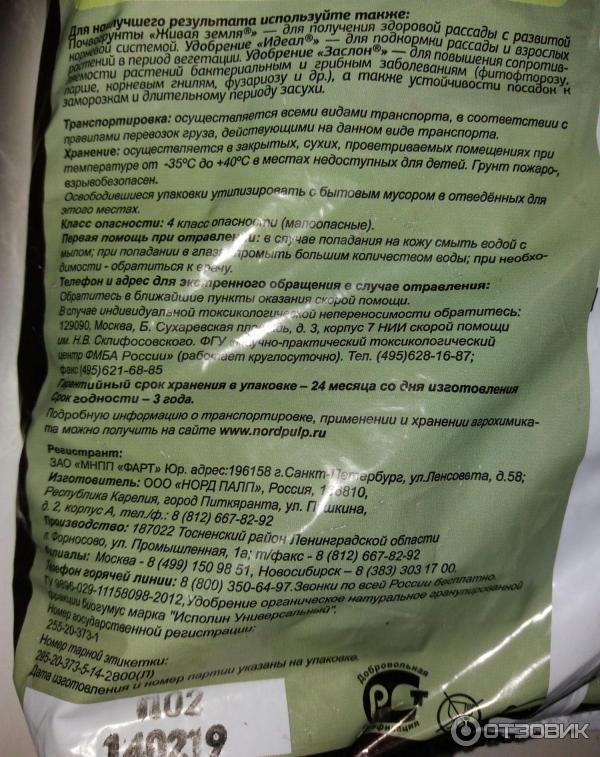 Для наилучшего результата используйте также:
Почвогрунты «Живая земля®» — для получения здоровой рассады с развитой
корневой системой. Удобрение «Идеал®» — для подкормки рассады и взрослых
растений в период вегетации. Удобрение «Заслон®» — для повышения сопротив-
ляемости растений бактериальным и грибным заболеваниям (фитофторозу,
парше, корневым гнилям, фузариозу и др.), а также устойчивости посадок к
заморозкам и длительному периоду засухи.
Транспортировка: осуществляется всеми видами транспорта, в соответствии с
правилами перевозок груза, действующими на данном виде транспорта.
Хранение: осуществляется в закрытых, сухих, проветриваемых помещениях при
температуре от -35ºС до +40ºС в местах недоступных для детей. Грунт пожаро-,
взрывобезопасен.
Освободившиеся упаковки утилизировать с бытовым мусором в отведённых для
этого местах.
Класс опасности: 4 класс опасности (малоопасные).
Первая помощь при отравлении: в случае попадания на кожу смыть водой с
мылом; при попадании в глаза промыть большим количеством воды; при необхо-
димости - обратиться к врачу.
Телефон и адрес для экстренного обращения в случае отравления:
Обратитесь в ближайшие пункты оказания скорой помощи.
В случае индивидуальной токсикологической непереносимости обратитесь:
129090, Москва, Б. Сухаревская площадь, д. 3, корпус 7 НИИ скорой помощи
им. Н.В. Склифосовского. ФГУ «Научно-практический токсикологический
центр ФМБА России» (работает круглосуточно). Тел. (495)628-16-87;
факс (495)621-68-85
Гарантийный срок хранения в упаковке – 24 месяца со дня изготовления
Срок годности – 3 года.
Подробную информацию о транспортировке, применении и хранении агрохимика-
та можно получить на сайте www.nordpulp.ru
Регистрант:
ЗАО «МНПП «ФАРТ» Юр. адрес:196158 г.Санкт-Петербург, ул.Ленсовета, д.58;
Изготовитель: ООО «НОРД ПАЛП», Россия, 186810,
Республика Карелия, город Питкяранта, ул. Пушкина,
д. 2, корпус А, тел./ф.: 8 (812) 667-82-92
Производство: 187022 Тосненский район Ленинградской области
п. Форносово, ул. Промышленная, 1а; т/факс - 8 (812) 667-82-92
Филиалы: Москва - 8 (499) 150 98 51, Новосибирск – 8 (383) 303 17 00.
Телефон горячей линии: 8 (800) 350-64-97.Звонки по всей России бесплатно.
ТУ 9896-029-11158098-2012,Удобрение органическое натуральное гранулированной
фракции биогумус марка "Исполин Универсальный".
Номер государственной регистрации:
255-20-373-1
Номер тарной этикетки:
295-20-373-5-14-2800(П)
Дата изготовления и номер партии указаны на упаковке.
Добровольная
РСТ
сертификация
П02
140219
ОТЗОВИК